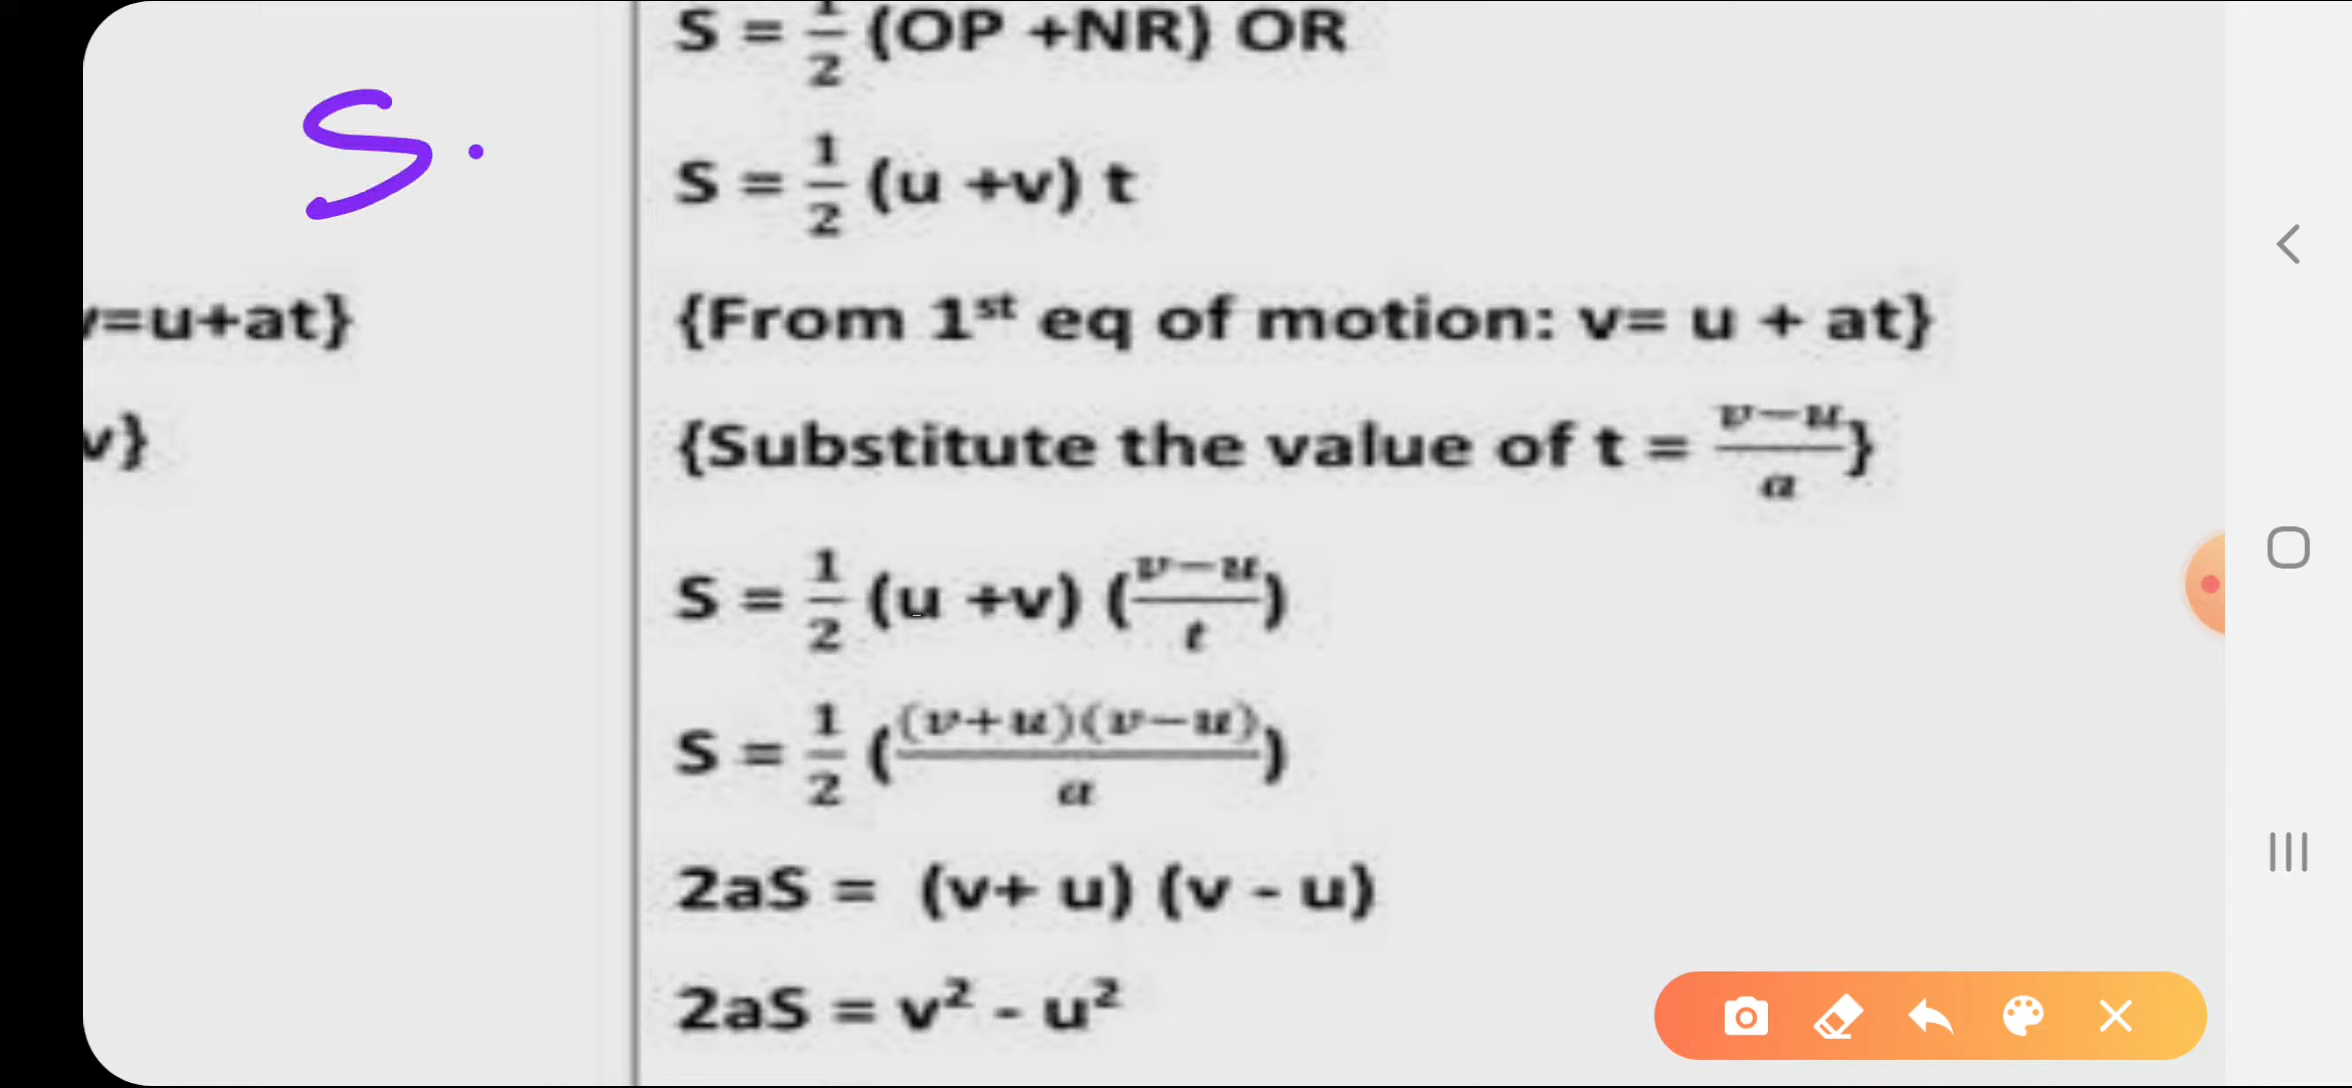 S = 1/2 (OP +NR) OR
S.
S = 1/2 (u +v) t
v=u+at}
{From 1st eq of motion: v= u + at}
v}
{Substitute the value of t = v−u/a}
S = 1/2 (u +v) (v−u/t)
S = 1/2 ((v+u)(v−u)/a)
2aS = (v+ u) (v - u)
2aS = v² - u²